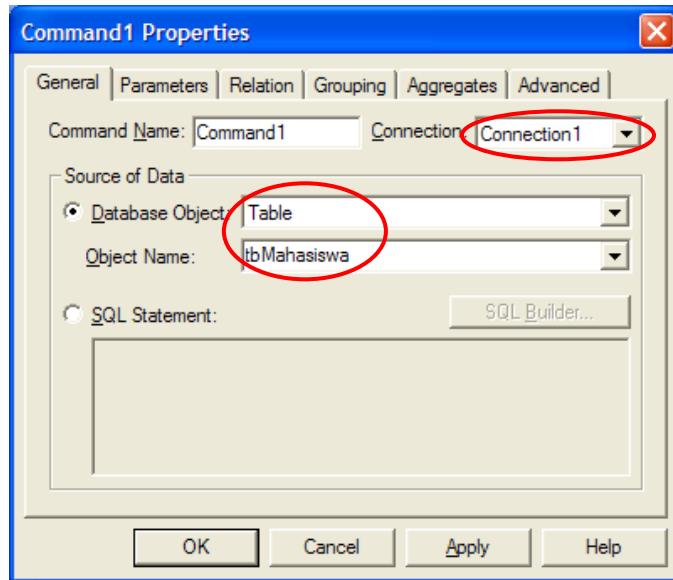 Command1 Properties
General Parameters Relation Grouping Aggregates Advanced
Command Name: Command1 Connection: Connection1
Source of Data
Database Object: Table
Object Name: tbMahasiswa
SQL Statement: SQL Builder...
OK Cancel Apply Help